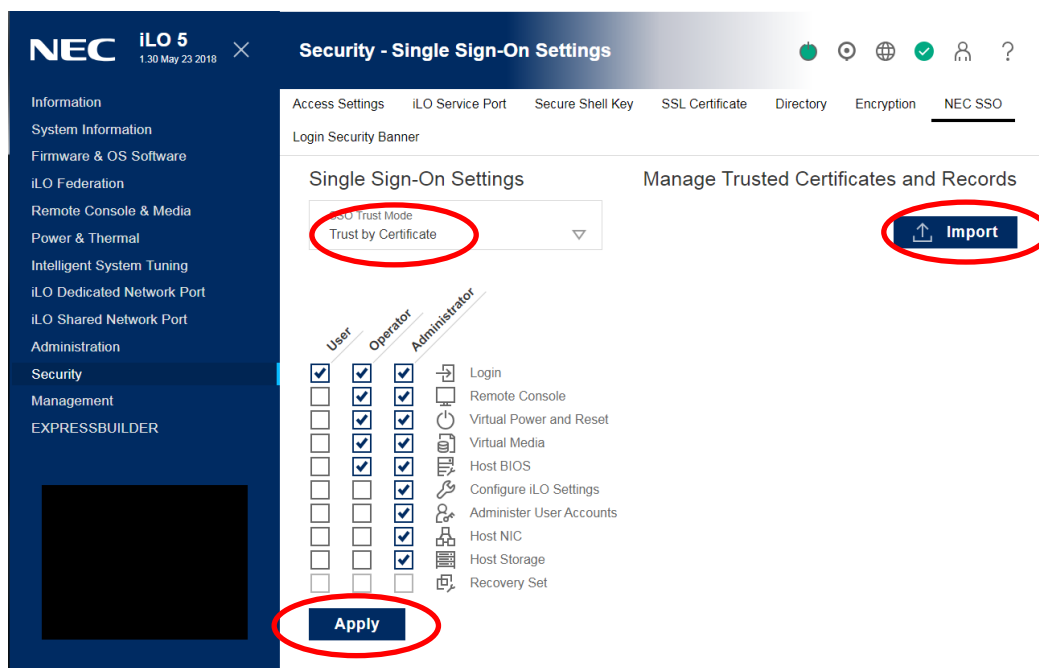 NEC iLO 5
1.30 May 23 2018
Security - Single Sign-On Settings
?
Information
System Information
Firmware & OS Software
iLO Federation
Remote Console & Media
Power & Thermal
Intelligent System Tuning
iLO Dedicated Network Port
iLO Shared Network Port
Administration
Security
Management
EXPRESSBUILDER
Access Settings iLO Service Port Secure Shell Key SSL Certificate Directory Encryption NEC SSO
Login Security Banner
Single Sign-On Settings
Manage Trusted Certificates and Records
SSO Trust Mode
Trust by Certificate
Import
User Operator Administrator
Login
Remote Console
Virtual Power and Reset
Virtual Media
Host BIOS
Configure iLO Settings
Administer User Accounts
Host NIC
Host Storage
Recovery Set
Apply